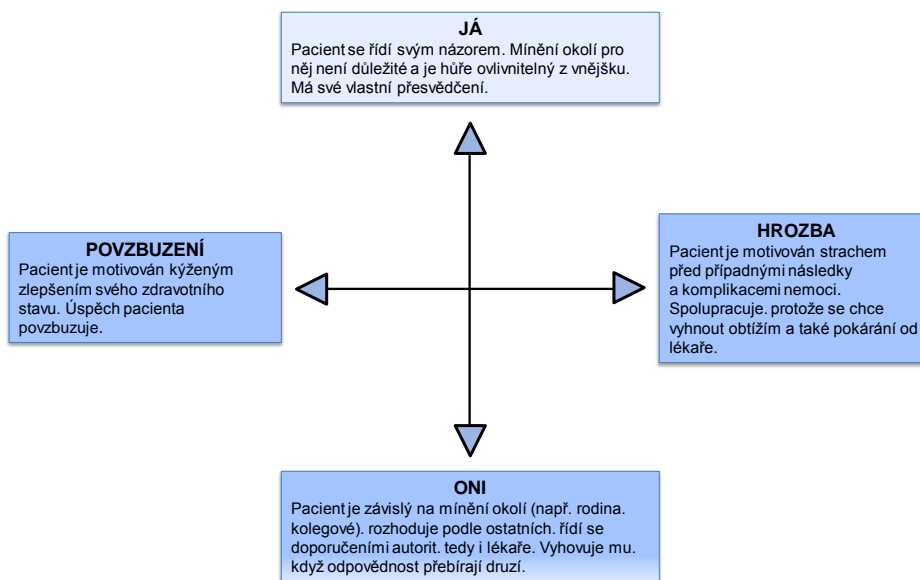 JÁ
Pacient se řídí svým názorem. Mínění okolí pro
něj není důležité a je hůře ovlivnitelný z vnějšku.
Má své vlastní přesvědčení.
POVZBUZENÍ
Pacient je motivován kýženým
zlepšením svého zdravotního
stavu. Úspěch pacienta
povzbuzuje.
HROZBA
Pacient je motivován strachem
před případnými následky
a komplikacemi nemoci.
Spolupracuje. protože se chce
vyhnout obtížím a také pokárání od
lékaře.
ONI
Pacient je závislý na mínění okolí (např. rodina.
kolegové). rozhoduje podle ostatních. řídí se
doporučeními autorit. tedy i lékaře. Vyhovuje mu.
když odpovědnost přebírají druzí.